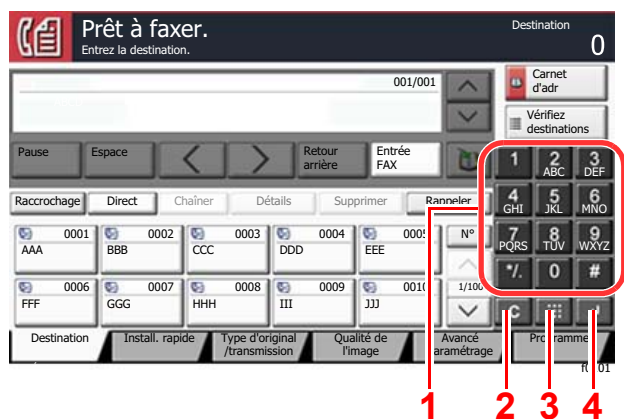 Prêt à faxer.
Entrez la destination.
Destination
0
001/001
Carnet d'adr
Vérifiez destinations
Pause
Espace
Retour arrière
Entrée FAX
1
2 ABC
3 DEF
Raccrochage
Direct
Chaîner
Détails
Supprimer
Rappeler
4 GHI
5 JKL
6 MNO
0001
AAA
0002
BBB
0003
CCC
0004
DDD
0005
EEE
N°
7 PQRS
8 TUV
9 WXYZ
*/.
0
#
0006
FFF
0007
GGG
0008
HHH
0009
III
0010
JJJ
1/100
C
Destination
Install. rapide
Type d'original /transmission
Qualité de l'image
Avancé
Programme
1
2
3
4